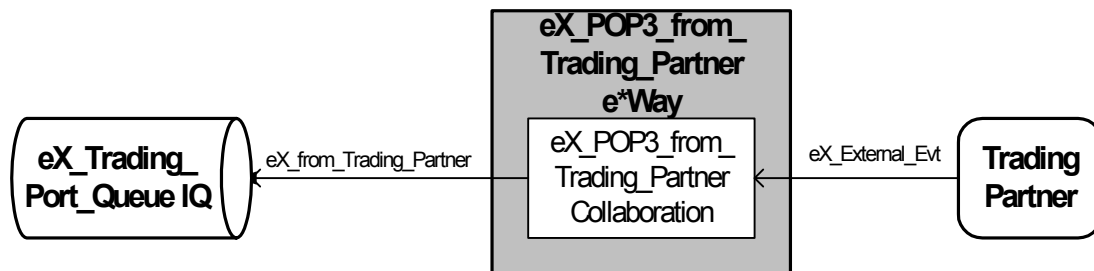 eX_POP3_from_
Trading_Partner
e*Way
eX_Trading_
Port_Queue IQ
eX_from_Trading_Partner
eX_POP3_from_
Trading_Partner
Collaboration
eX_External_Evt
Trading
Partner